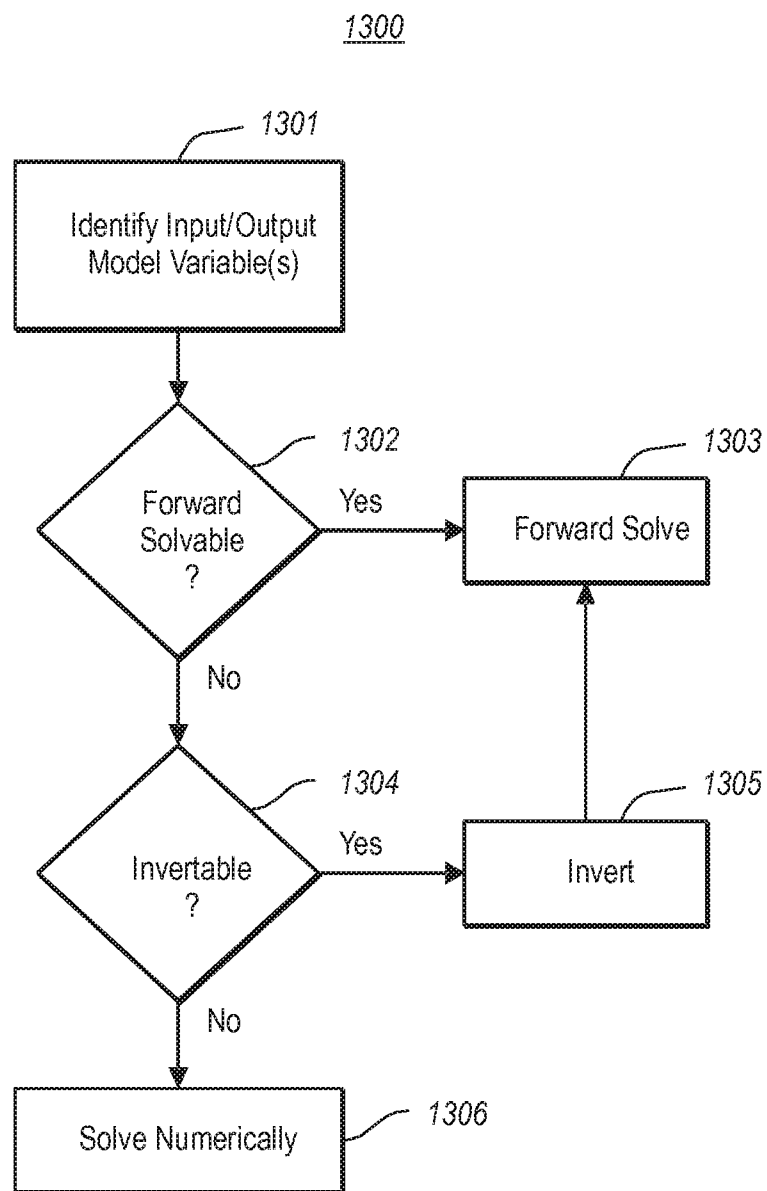 1300
1301
Identify Input/Output
Model Variable(s)
1302
Forward
Solvable
?
Yes
1303
Forward Solve
No
1304
Invertable
?
Yes
1305
Invert
No
Solve Numerically
1306